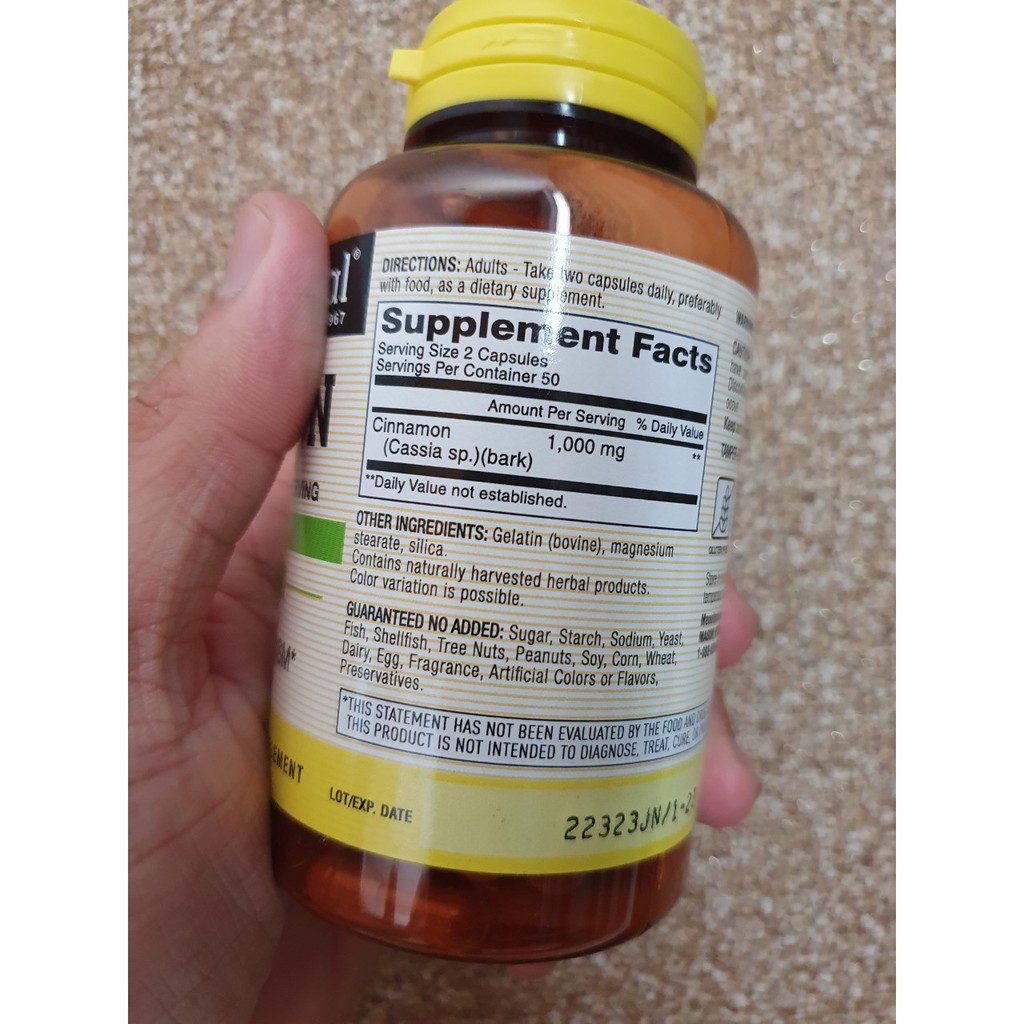 al®
967
DIRECTIONS: Adults - Take two capsules daily, preferably
with food, as a dietary supplement.
Supplement Facts
Serving Size 2 Capsules
Servings Per Container 50
Amount Per Serving % Daily Value
Cinnamon 1,000 mg **
(Cassia sp.)(bark)
**Daily Value not established.
OTHER INGREDIENTS: Gelatin (bovine), magnesium
stearate, silica.
Contains naturally harvested herbal products.
Color variation is possible.
GUARANTEED NO ADDED: Sugar, Starch, Sodium, Yeast,
Fish, Shellfish, Tree Nuts, Peanuts, Soy, Corn, Wheat,
Dairy, Egg, Fragrance, Artificial Colors or Flavors,
Preservatives.
*THIS STATEMENT HAS NOT BEEN EVALUATED BY THE FOOD AND
THIS PRODUCT IS NOT INTENDED TO DIAGNOSE, TREAT, CURE, OR
LOT/EXP. DATE
22323JN/1-2